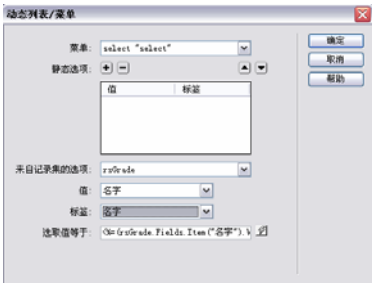 动态列表/菜单
菜单: select "select"
确定
取消
帮助
静态选项:
值 标签
来自记录集的选项: rsGrade
值: 名字
标签: 名字
选取值等于: <%=(rsGrade.Fields.Item("名字").V